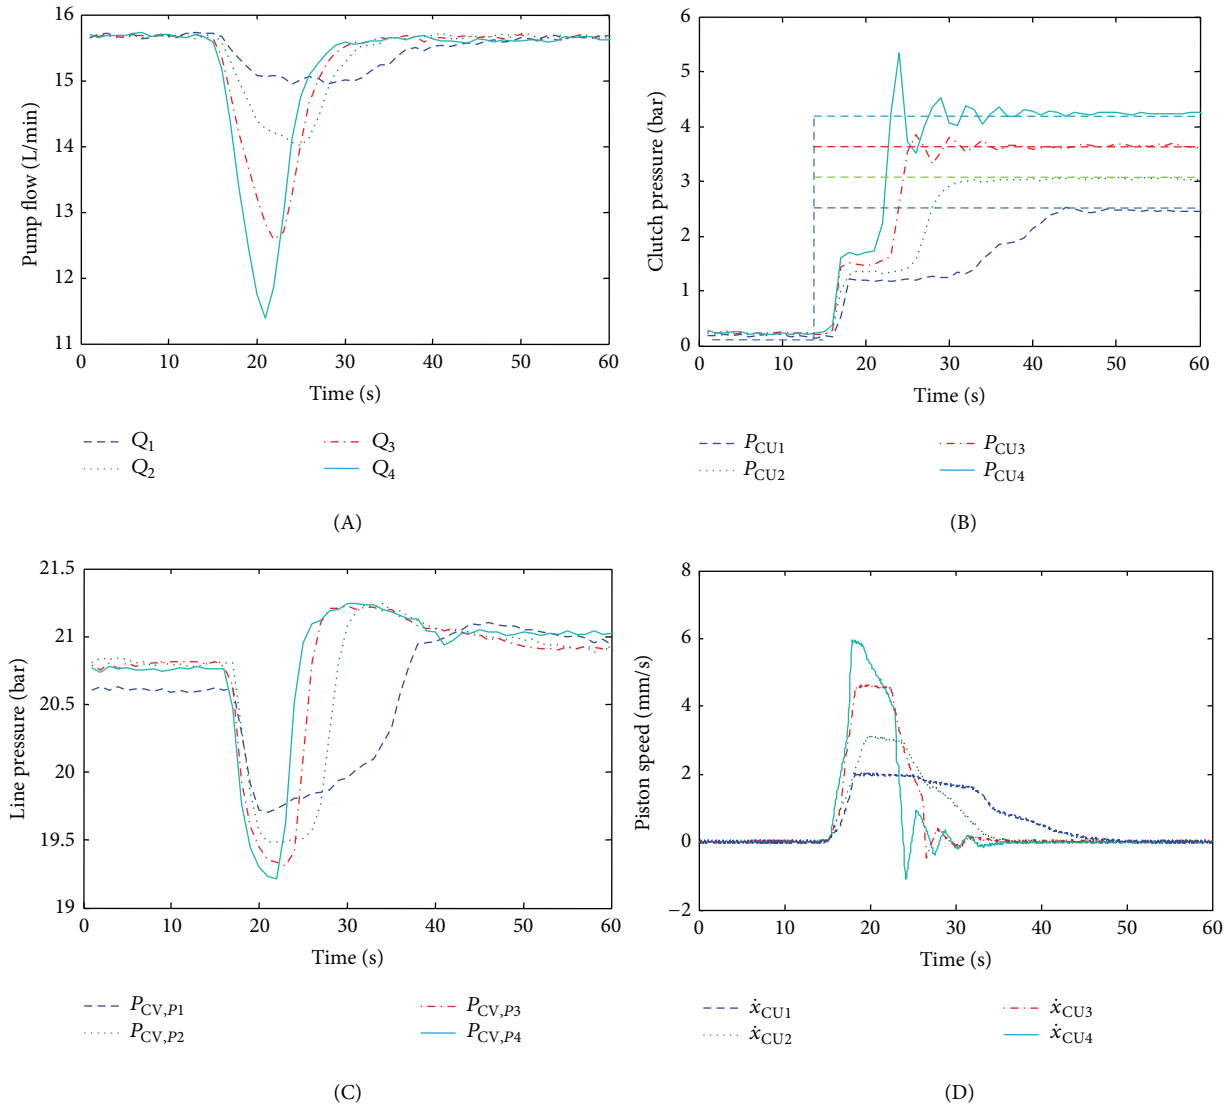 16
15
14
13
12
11
0
10
20
30
40
50
60
Pump flow (L/min)
Time (s)
Q1
Q2
Q3
Q4
(A)
6
5
4
3
2
1
0
0
10
20
30
40
50
60
Clutch pressure (bar)
Time (s)
PCU1
PCU2
PCU3
PCU4
(B)
21.5
21
20.5
20
19.5
19
0
10
20
30
40
50
60
Line pressure (bar)
Time (s)
PCV,P1
PCV,P2
PCV,P3
PCV,P4
(C)
8
6
4
2
0
−2
0
10
20
30
40
50
60
Piston speed (mm/s)
Time (s)
ẋCU1
ẋCU2
ẋCU3
ẋCU4
(D)